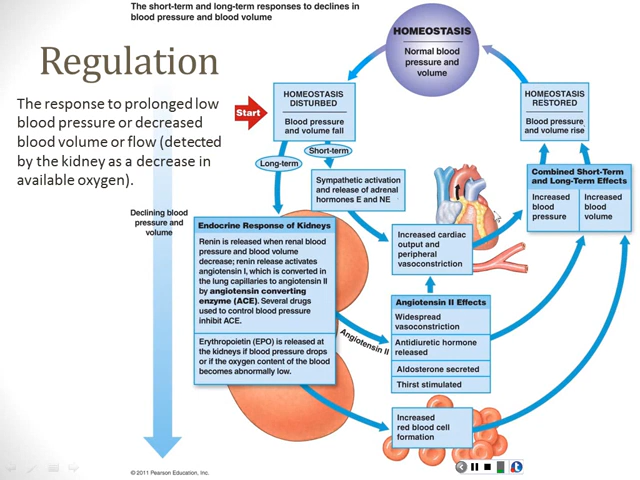 The short-term and long-term responses to declines in
blood pressure and blood volume
Regulation
The response to prolonged low
blood pressure or decreased
blood volume or flow (detected
by the kidney as a decrease in
available oxygen).
HOMEOSTASIS
Normal blood
pressure and
volume
Start
HOMEOSTASIS
DISTURBED
Blood pressure
and volume fall
HOMEOSTASIS
RESTORED
Blood pressure
and volume rise
Short-term
Long-term
Sympathetic activation
and release of adrenal
hormones E and NE
Combined Short-Term
and Long-Term Effects
Increased
blood
pressure
Increased
blood
volume
Declining blood
pressure and
volume
Endocrine Response of Kidneys
Renin is released when renal blood
pressure and blood volume
decrease; renin release activates
angiotensin I, which is converted in
the lung capillaries to angiotensin II
by angiotensin converting
enzyme (ACE). Several drugs
used to control blood pressure
inhibit ACE.
Erythropoietin (EPO) is released at
the kidneys if blood pressure drops
or if the oxygen content of the blood
becomes abnormally low.
Increased cardiac
output and
peripheral
vasoconstriction
Angiotensin II
Angiotensin II Effects
Widespread
vasoconstriction
Antidiuretic hormone
released
Aldosterone secreted
Thirst stimulated
Increased
red blood cell
formation
© 2011 Pearson Education, Inc.